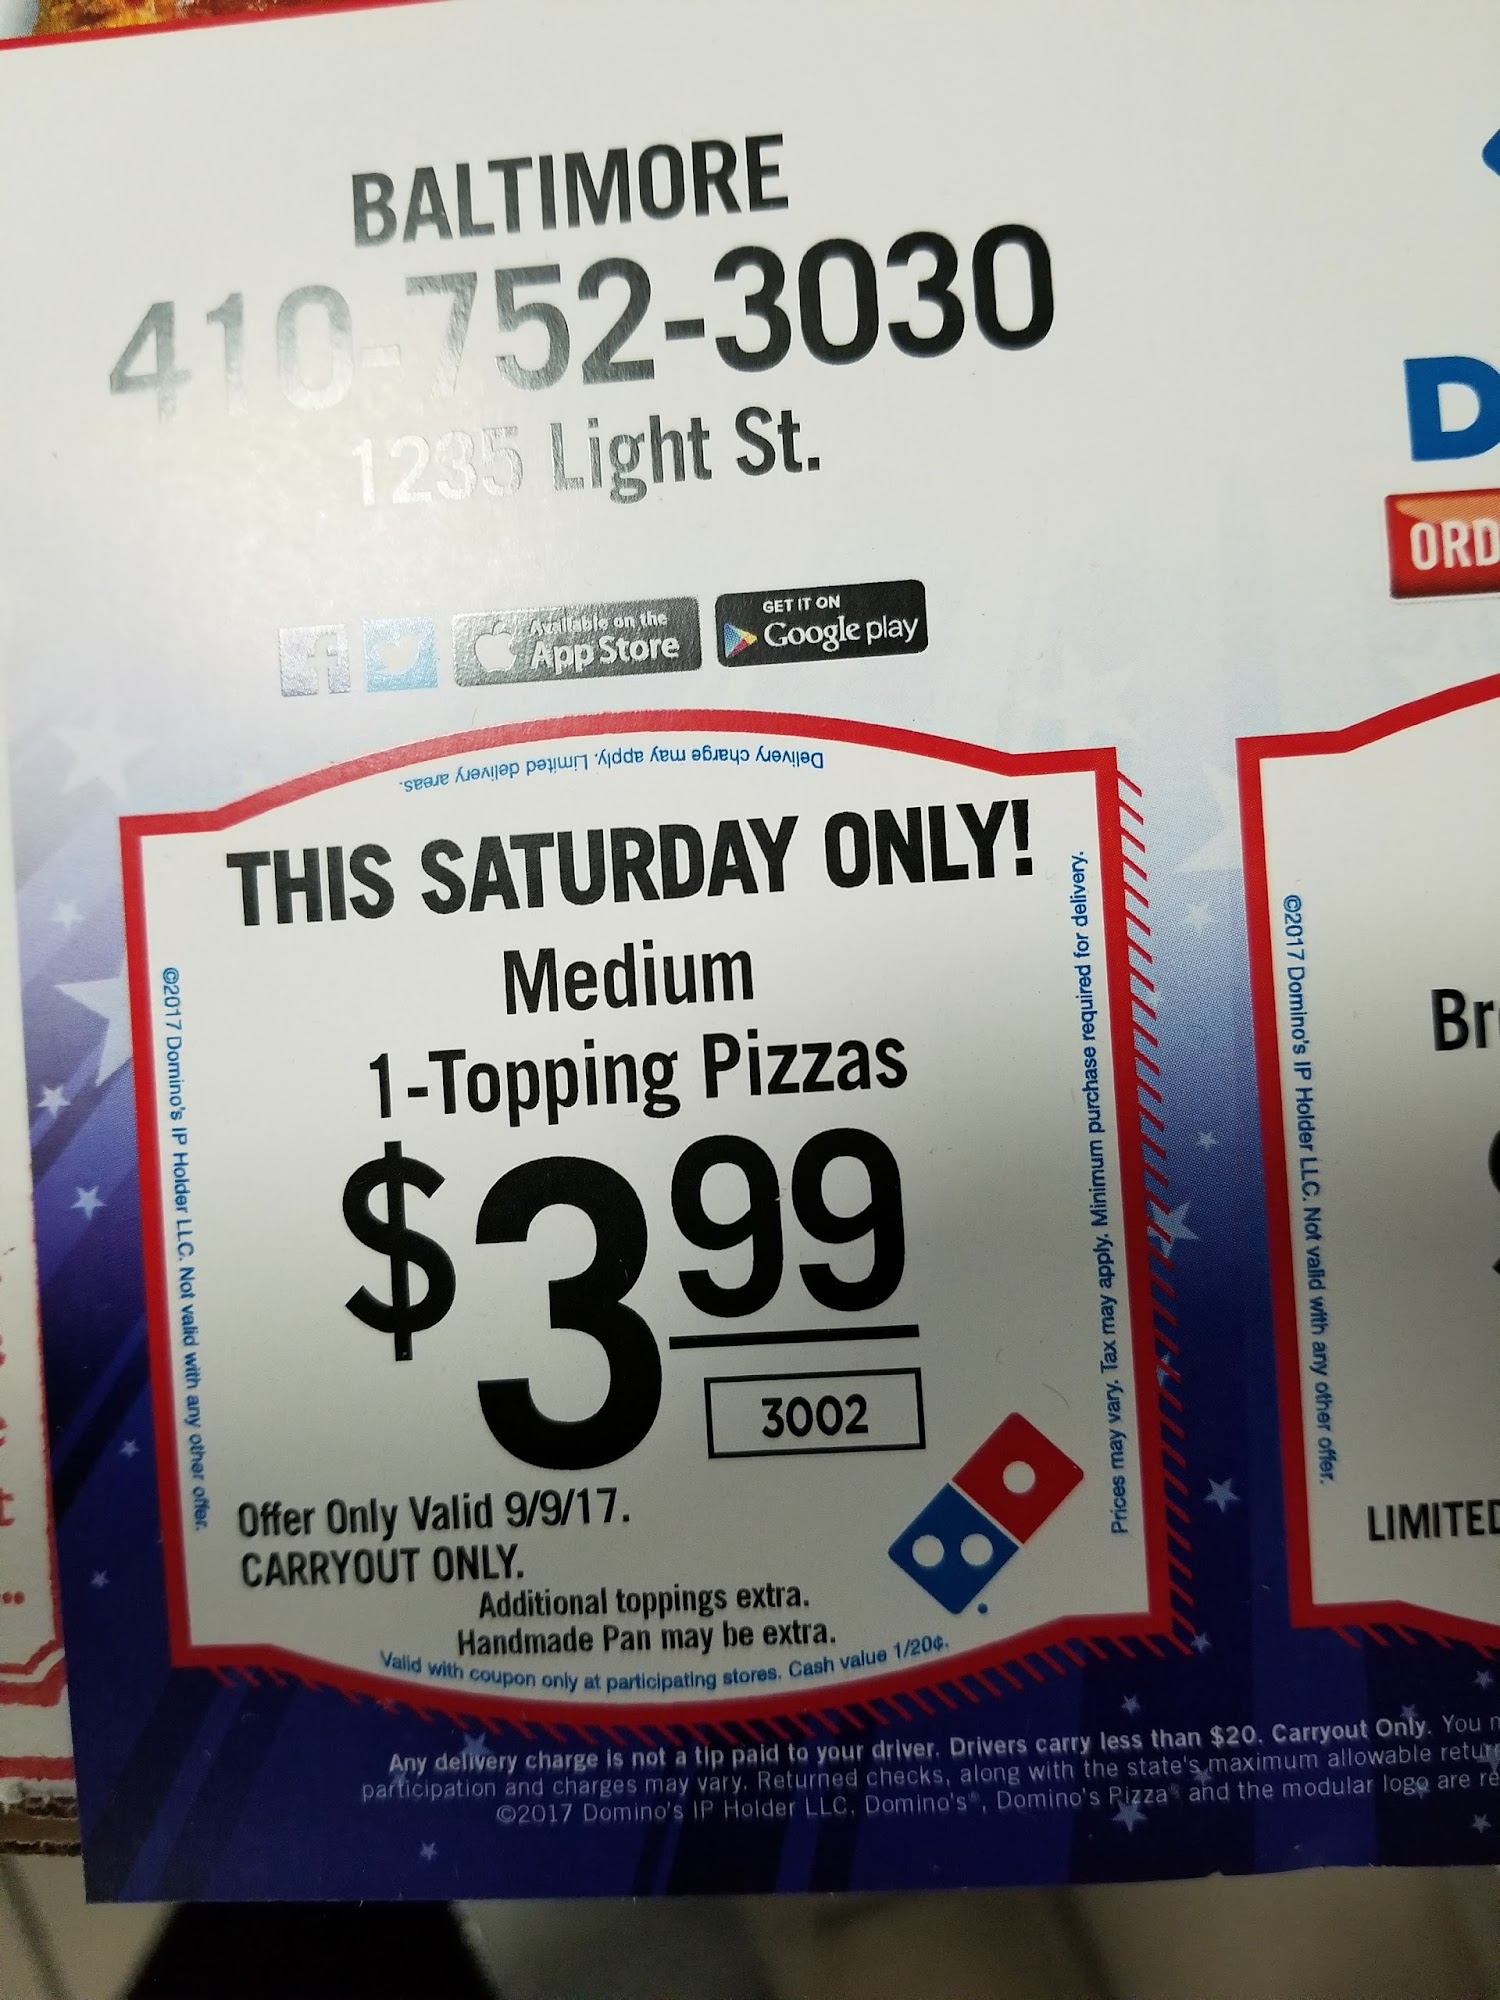 BALTIMORE
410-752-3030
1235 Light St.
Available on the
App Store
GET IT ON
Google play
D
ORD
Delivery charge may apply. Limited delivery areas.
THIS SATURDAY ONLY!
Medium
1-Topping Pizzas
$399
3002
Offer Only Valid 9/9/17.
CARRYOUT ONLY.
Additional toppings extra.
Handmade Pan may be extra.
Valid with coupon only at participating stores. Cash value 1/20¢.
©2017 Domino's IP Holder LLC. Not valid with any other offer.
Prices may vary. Tax may apply. Minimum purchase required for delivery.
©2017 Domino's IP Holder LLC. Not valid with any other offer.
Br
LIMITED
Any delivery charge is not a tip paid to your driver. Drivers carry less than $20. Carryout Only. You
participation and charges may vary. Returned checks, along with the state's maximum allowable return
©2017 Domino's IP Holder LLC. Domino's®, Domino's Pizza® and the modular logo are re